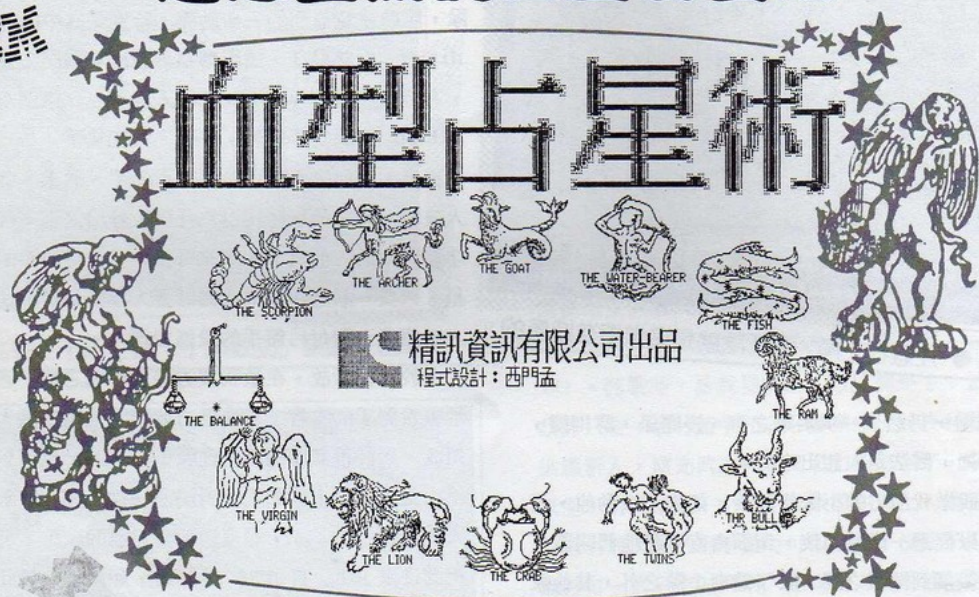 血型占星術
THE ARCHER
THE GOAT
THE WATER-BEARER
THE SCORPION
THE FISH
精訊資訊有限公司出品
程式設計：西門孟
THE BALANCE
THE RAM
THE VIRGIN
THE LION
THE CRAB
THE TWINS
THR BULL